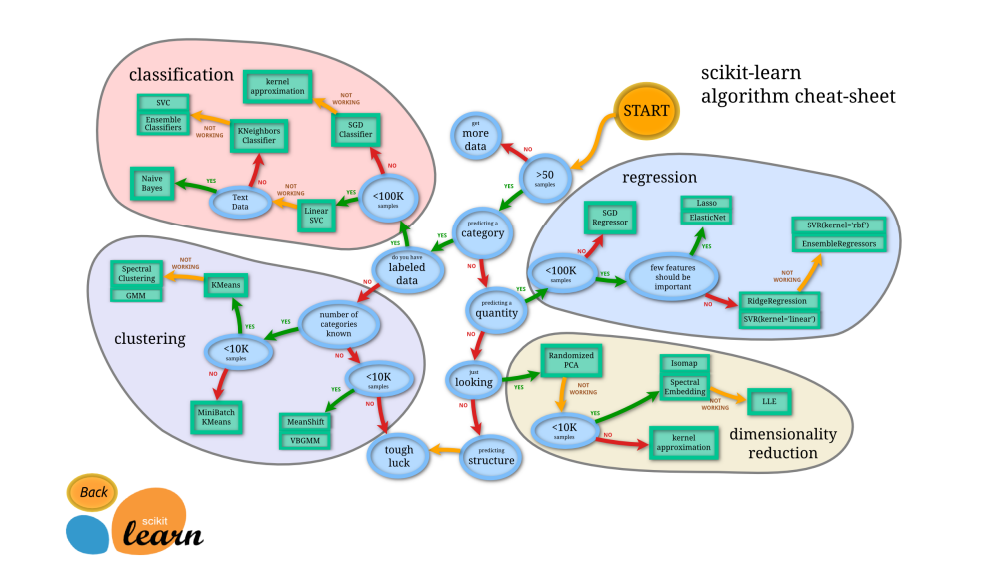 scikit-learn
algorithm cheat-sheet
START
>50
samples
NO
get
more
data
YES
predicting a
category
YES
do you have
labeled
data
YES
classification
<100K
samples
NO
SGD
Classifier
NOT
WORKING
kernel
approximation
YES
Linear
SVC
NOT
WORKING
Text
Data
NO
KNeighbors
Classifier
NOT
WORKING
SVC
Ensemble
Classifiers
YES
Naive
Bayes
NO
clustering
number of
categories
known
YES
<10K
samples
YES
KMeans
NOT
WORKING
Spectral
Clustering
GMM
NO
MiniBatch
KMeans
NO
<10K
samples
YES
MeanShift
VBGMM
NO
tough
luck
NO
predicting a
quantity
YES
regression
<100K
samples
NO
SGD
Regressor
YES
few features
should be
important
YES
Lasso
ElasticNet
NO
RidgeRegression
SVR(kernel='linear')
NOT
WORKING
SVR(kernel='rbf')
EnsembleRegressors
NO
just
looking
YES
dimensionality
reduction
Randomized
PCA
NOT
WORKING
<10K
samples
YES
Isomap
Spectral
Embedding
NOT
WORKING
LLE
NO
kernel
approximation
NO
predicting
structure
Back
scikit
learn